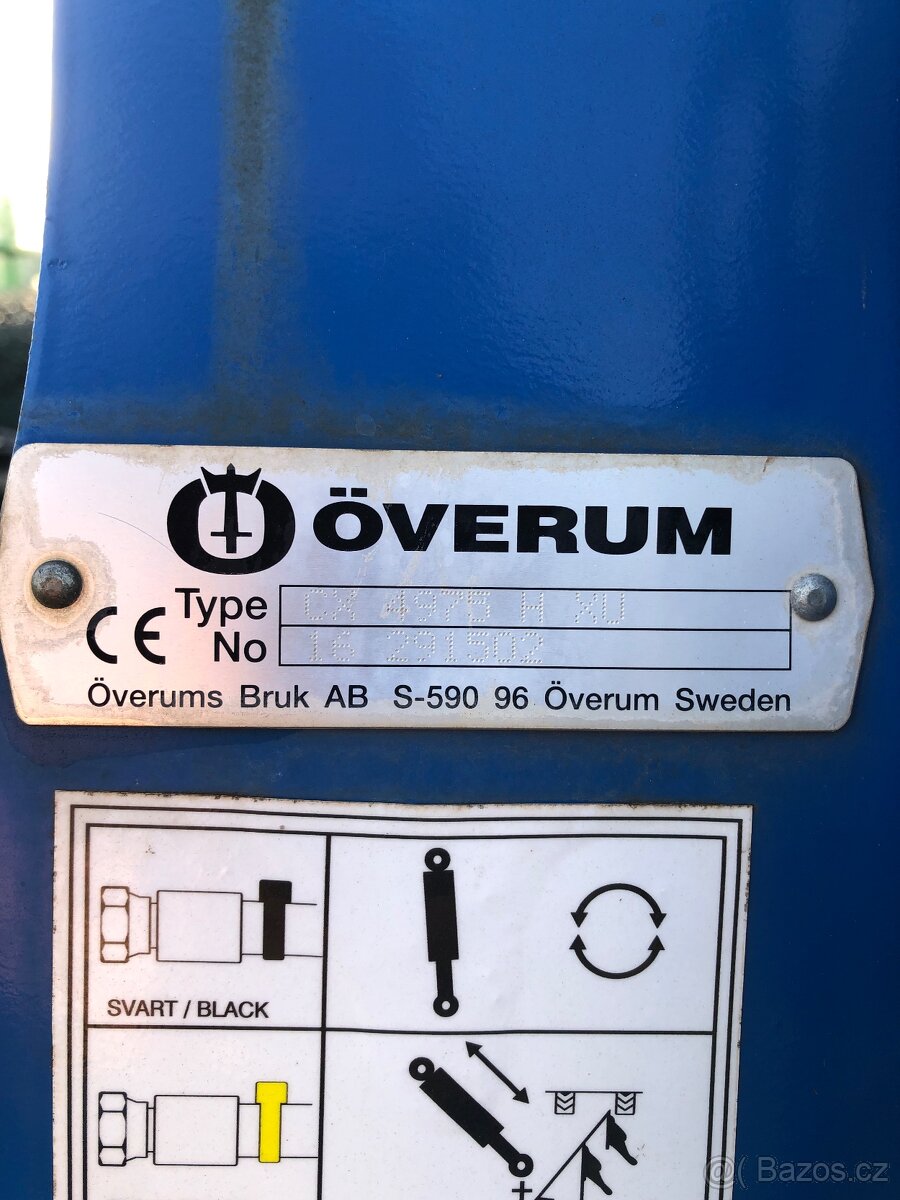 ÖVERUM
Type CX 4975 H XU
No 16 291502
CE
Överums Bruk AB S-590 96 Överum Sweden
SVART / BLACK
@( Bazos.cz